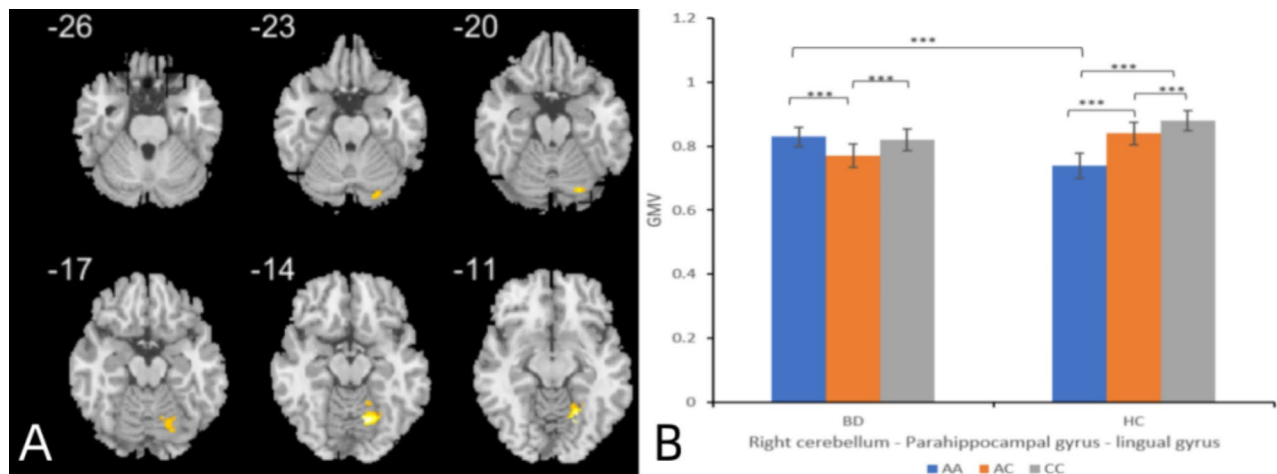 -26 -23 -20
-17 -14 -11
A
1.2
1
0.8
0.6
0.4
0.2
0
GMV
***
*** ***
***
*** ***
BD HC
Right cerebellum - Parahippocampal gyrus - lingual gyrus
AA AC CC
B